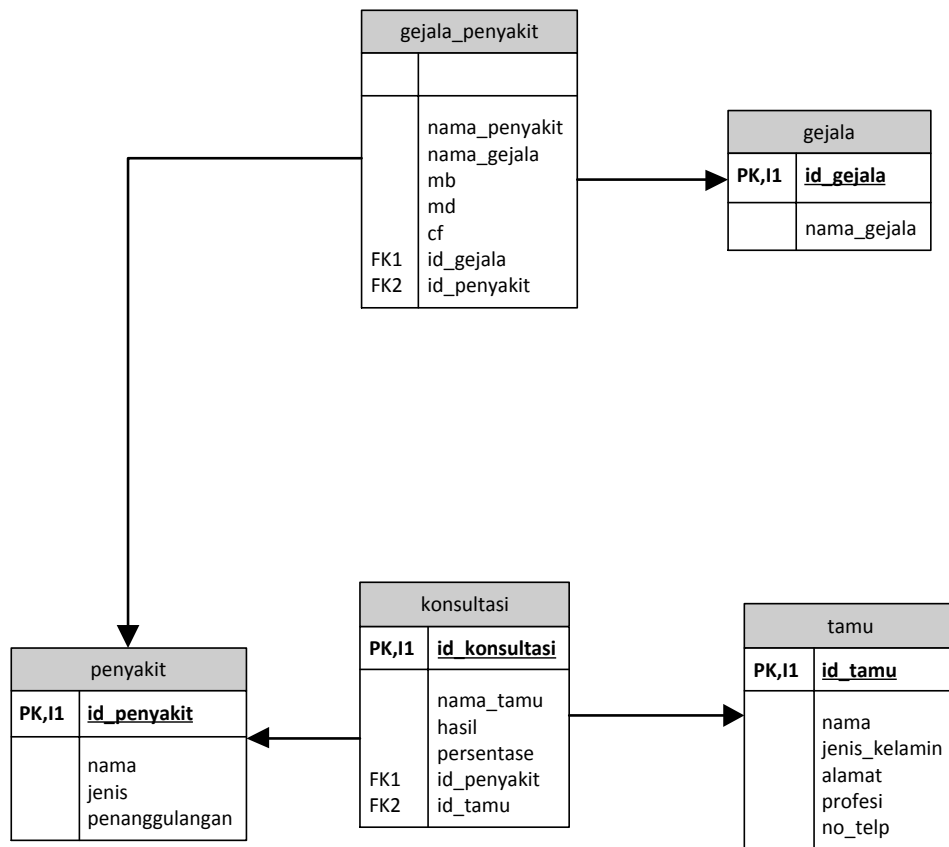 gejala_penyakit
nama_penyakit
nama_gejala
mb
md
cf
FK1 id_gejala
FK2 id_penyakit
gejala
PK,I1 id_gejala
nama_gejala
penyakit
PK,I1 id_penyakit
nama
jenis
penanggulangan
konsultasi
PK,I1 id_konsultasi
nama_tamu
hasil
persentase
FK1 id_penyakit
FK2 id_tamu
tamu
PK,I1 id_tamu
nama
jenis_kelamin
alamat
profesi
no_telp